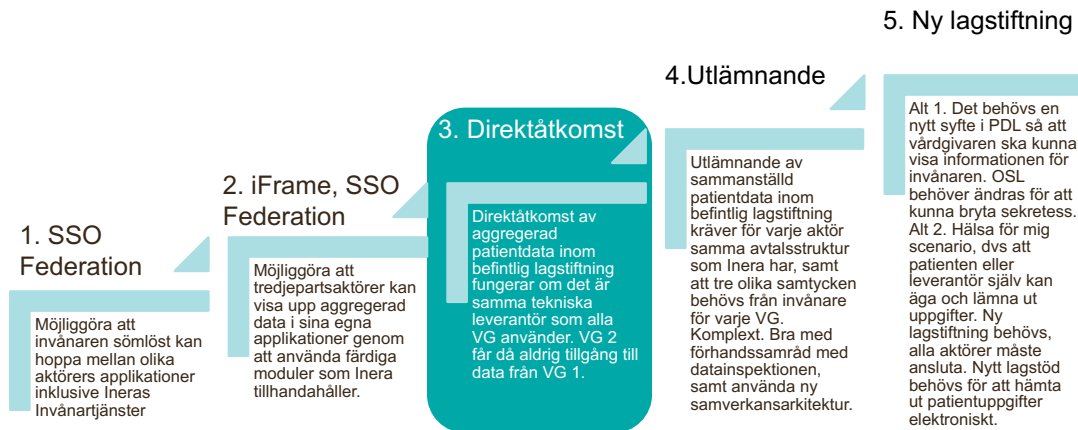 1. SSO
Federation
Möjliggöra att
invånaren sömlöst kan
hoppa mellan olika
aktörers applikationer
inklusive Ineras
Invånartjänster
2. iFrame, SSO
Federation
Möjliggöra att
tredjepartsaktörer kan
visa upp aggregerad
data i sina egna
applikationer genom
att använda färdiga
moduler som Inera
tillhandahåller.
3. Direktåtkomst
Direktåtkomst av
aggregerad
patientdata inom
befintlig lagstiftning
fungerar om det är
samma tekniska
leverantör som alla
VG använder. VG 2
får då aldrig tillgång till
data från VG 1.
4.Utlämnande
Utlämnande av
sammanställd
patientdata inom
befintlig lagstiftning
kräver för varje aktör
samma avtalsstruktur
som Inera har, samt
att tre olika samtycken
behövs från invånare
för varje VG.
Komplext. Bra med
förhandssamråd med
datainspektionen,
samt använda ny
samverkansarkitektur.
5. Ny lagstiftning
Alt 1. Det behövs en
nytt syfte i PDL så att
vårdgivaren ska kunna
visa informationen för
invånaren. OSL
behöver ändras för att
kunna bryta sekretess.
Alt 2. Hälsa för mig
scenario, dvs att
patienten eller
leverantör själv kan
äga och lämna ut
uppgifter. Ny
lagstiftning behövs,
alla aktörer måste
ansluta. Nytt lagstöd
behövs för att hämta
ut patientuppgifter
elektroniskt.